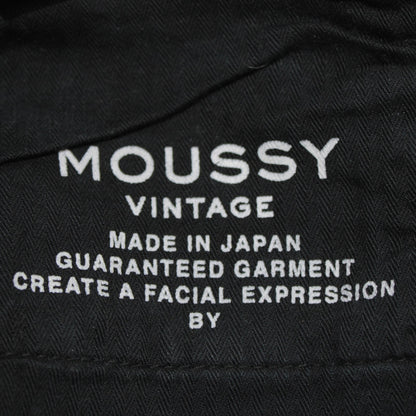 MOUSSY
VINTAGE
MADE IN JAPAN
GUARANTEED GARMENT
CREATE A FACIAL EXPRESSION
BY